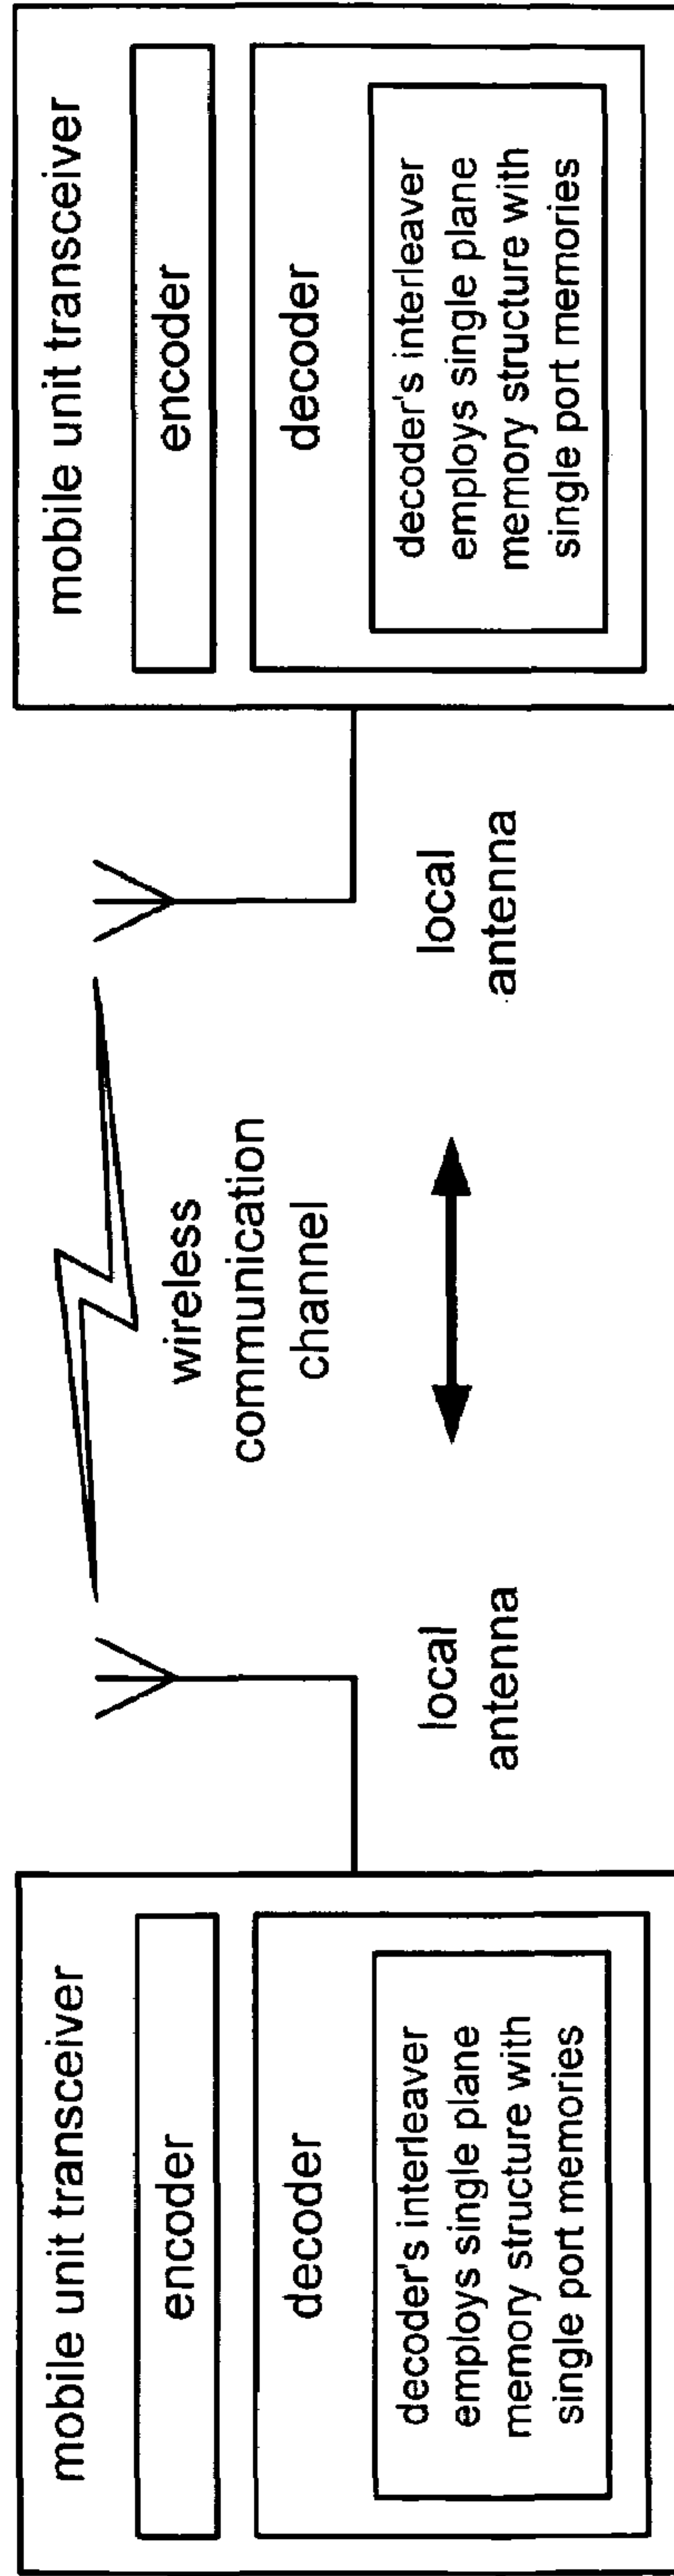 mobile unit transceiver
encoder
decoder
decoder's interleaver
employs single plane
memory structure with
single port memories
local
antenna
wireless
communication
channel
local
antenna
mobile unit transceiver
encoder
decoder
decoder's interleaver
employs single plane
memory structure with
single port memories